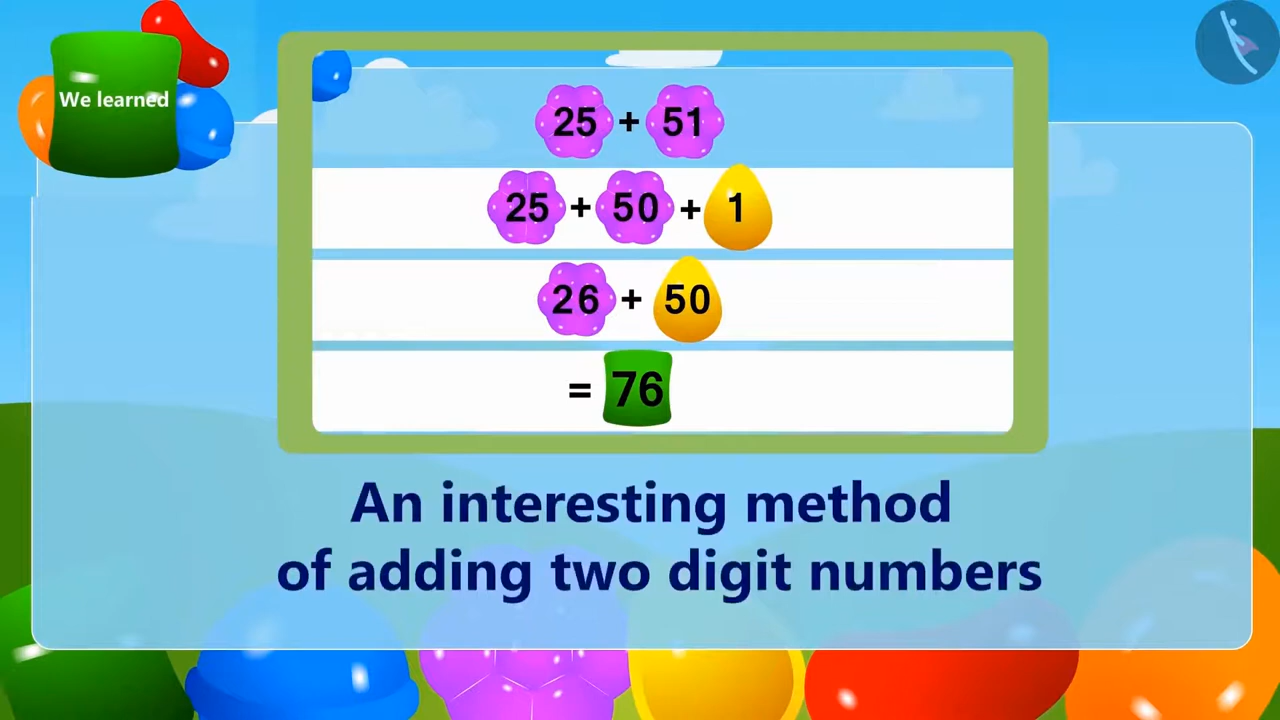 We learned
25 + 51
25 + 50 + 1
26 + 50
= 76
An interesting method
of adding two digit numbers